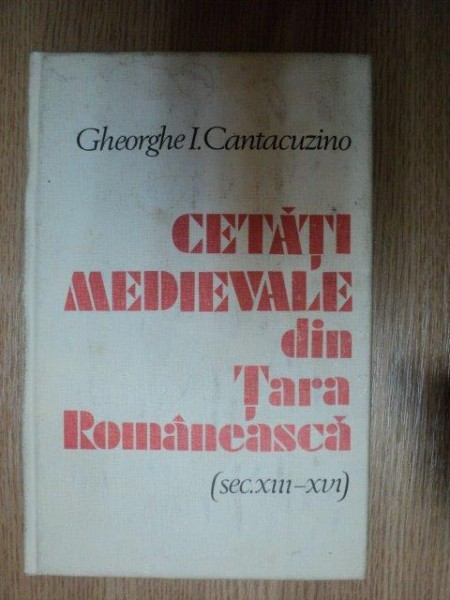 Gheorghe I. Cantacuzino
CETĂȚI
MEDIEVALE
din
Țara
Românească
(sec. XIII–XVI)